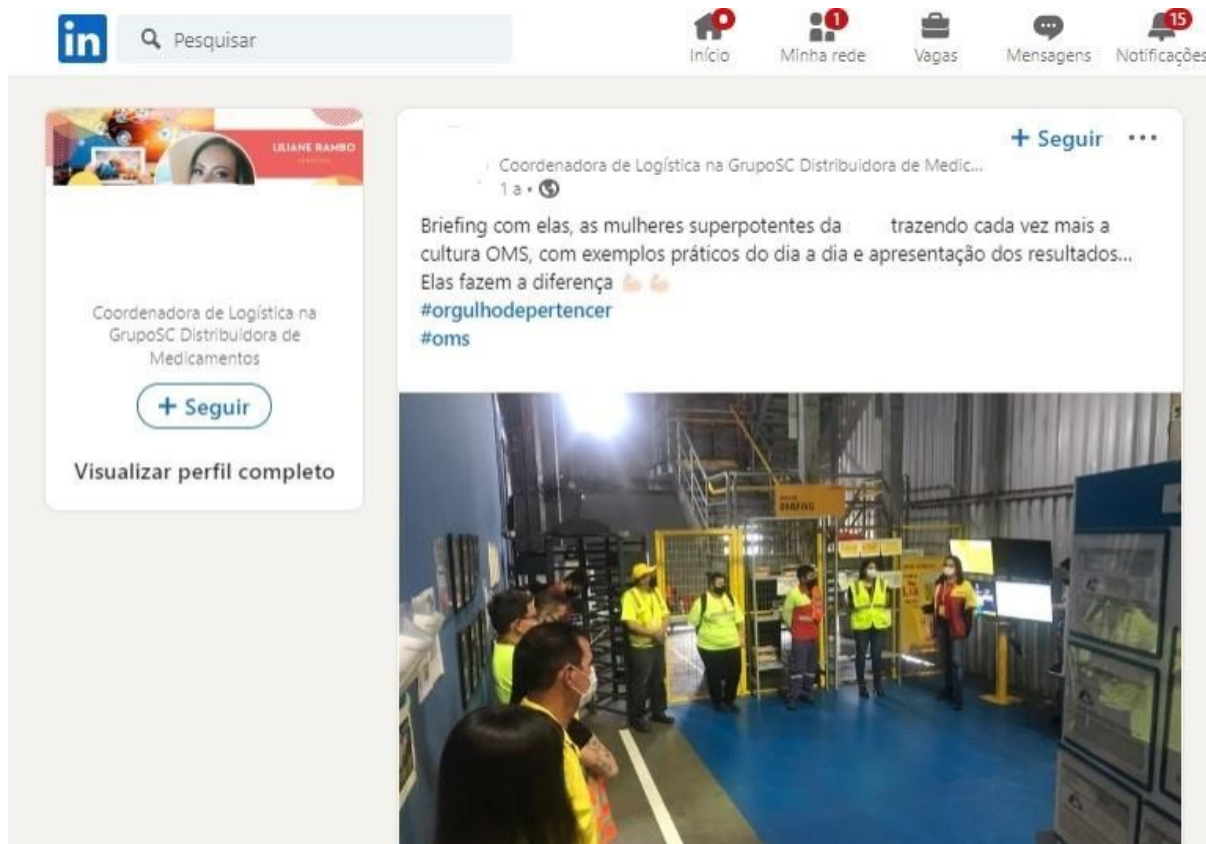 in
Pesquisar
Início
Minha rede
1
Vagas
Mensagens
Notificações
15
LILIANE RAMBO
Coordenadora de Logística na
GrupoSC Distribuidora de
Medicamentos
+ Seguir
Visualizar perfil completo
+ Seguir
Coordenadora de Logística na GrupoSC Distribuidora de Medic...
1 a •
Briefing com elas, as mulheres superpotentes da trazendo cada vez mais a
cultura OMS, com exemplos práticos do dia a dia e apresentação dos resultados...
Elas fazem a diferença
#orgulhodepertencer
#oms
BRIEFING